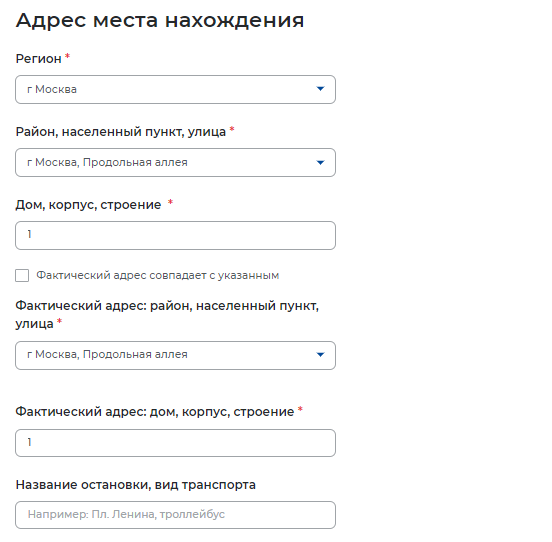 Адрес места нахождения
Регион *
г Москва
Район, населенный пункт, улица *
г Москва, Продольная аллея
Дом, корпус, строение *
1
Фактический адрес совпадает с указанным
Фактический адрес: район, населенный пункт,
улица *
г Москва, Продольная аллея
Фактический адрес: дом, корпус, строение *
1
Название остановки, вид транспорта
Например: Пл. Ленина, троллейбус